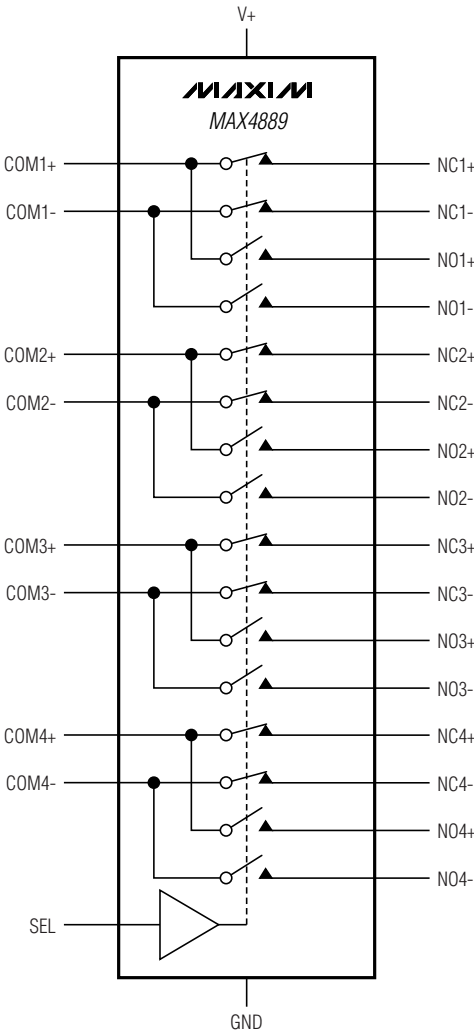 V+
MAXIM
MAX4889
COM1+ NC1+
COM1- NC1-
NO1+
NO1-
COM2+ NC2+
COM2- NC2-
NO2+
NO2-
COM3+ NC3+
COM3- NC3-
NO3+
NO3-
COM4+ NC4+
COM4- NC4-
NO4+
NO4-
SEL
GND